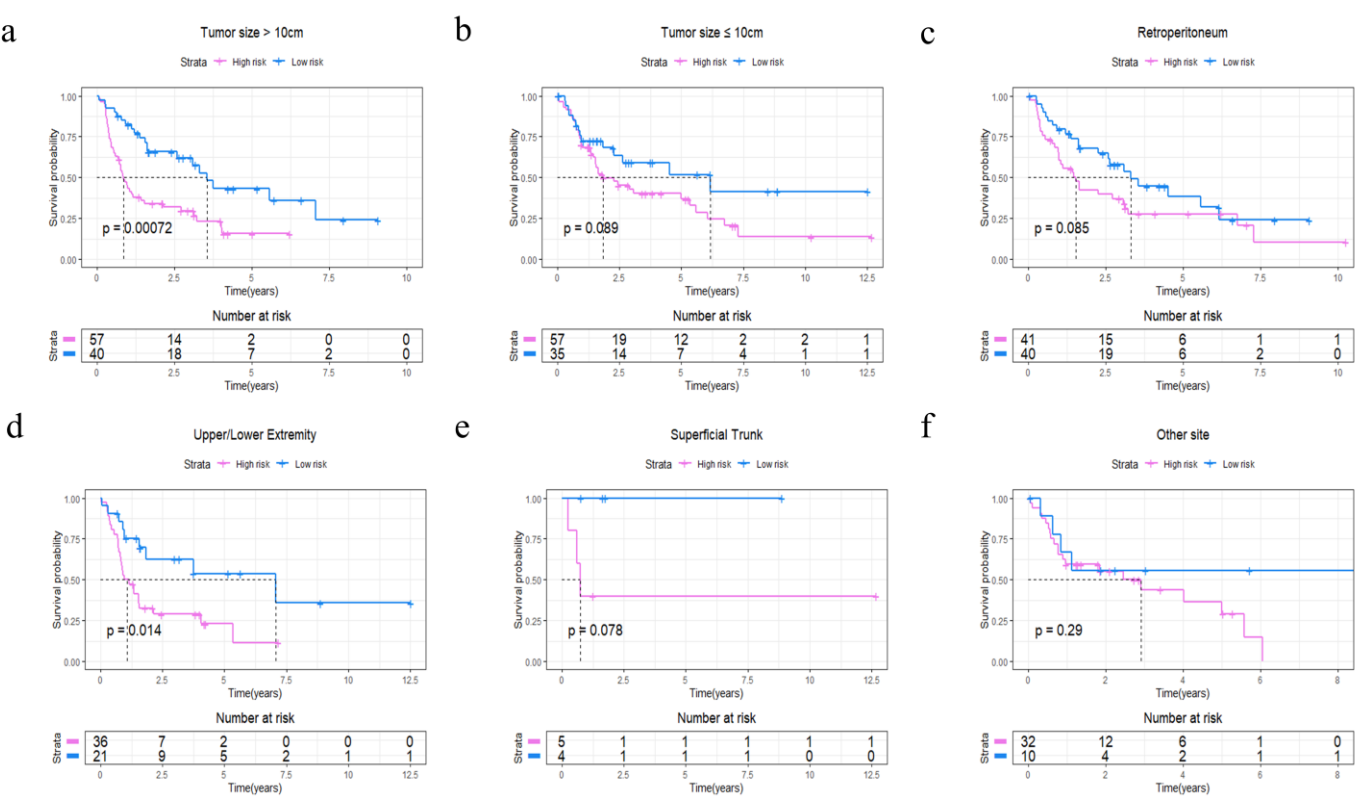 a
Tumor size > 10cm
Strata High risk Low risk
Survival probability
1.00
0.75
0.50
0.25
0.00
p = 0.00072
0 2.5 5 7.5 10
Time(years)
Number at risk
Strata
57 14 2 0 0
40 18 7 2 0
0 2.5 5 7.5 10
Time(years)
b
Tumor size ≤ 10cm
Strata High risk Low risk
Survival probability
1.00
0.75
0.50
0.25
0.00
p = 0.089
0 2.5 5 7.5 10 12.5
Time(years)
Number at risk
Strata
57 19 12 2 2 1
35 14 7 4 1 1
0 2.5 5 7.5 10 12.5
Time(years)
c
Retroperitoneum
Strata High risk Low risk
Survival probability
1.00
0.75
0.50
0.25
0.00
p = 0.085
0 2.5 5 7.5 10
Time(years)
Number at risk
Strata
41 15 6 1 1
40 19 6 2 0
0 2.5 5 7.5 10
Time(years)
d
Upper/Lower Extremity
Strata High risk Low risk
Survival probability
1.00
0.75
0.50
0.25
0.00
p = 0.014
0 2.5 5 7.5 10 12.5
Time(years)
Number at risk
Strata
36 7 2 0 0 0
21 9 5 2 1 1
0 2.5 5 7.5 10 12.5
Time(years)
e
Superficial Trunk
Strata High risk Low risk
Survival probability
1.00
0.75
0.50
0.25
0.00
p = 0.078
0 2.5 5 7.5 10 12.5
Time(years)
Number at risk
Strata
5 1 1 1 1 1
4 1 1 1 0 0
0 2.5 5 7.5 10 12.5
Time(years)
f
Other site
Strata High risk Low risk
Survival probability
1.00
0.75
0.50
0.25
0.00
p = 0.29
0 2 4 6 8
Time(years)
Number at risk
Strata
32 12 6 1 0
10 4 2 1 1
0 2 4 6 8
Time(years)